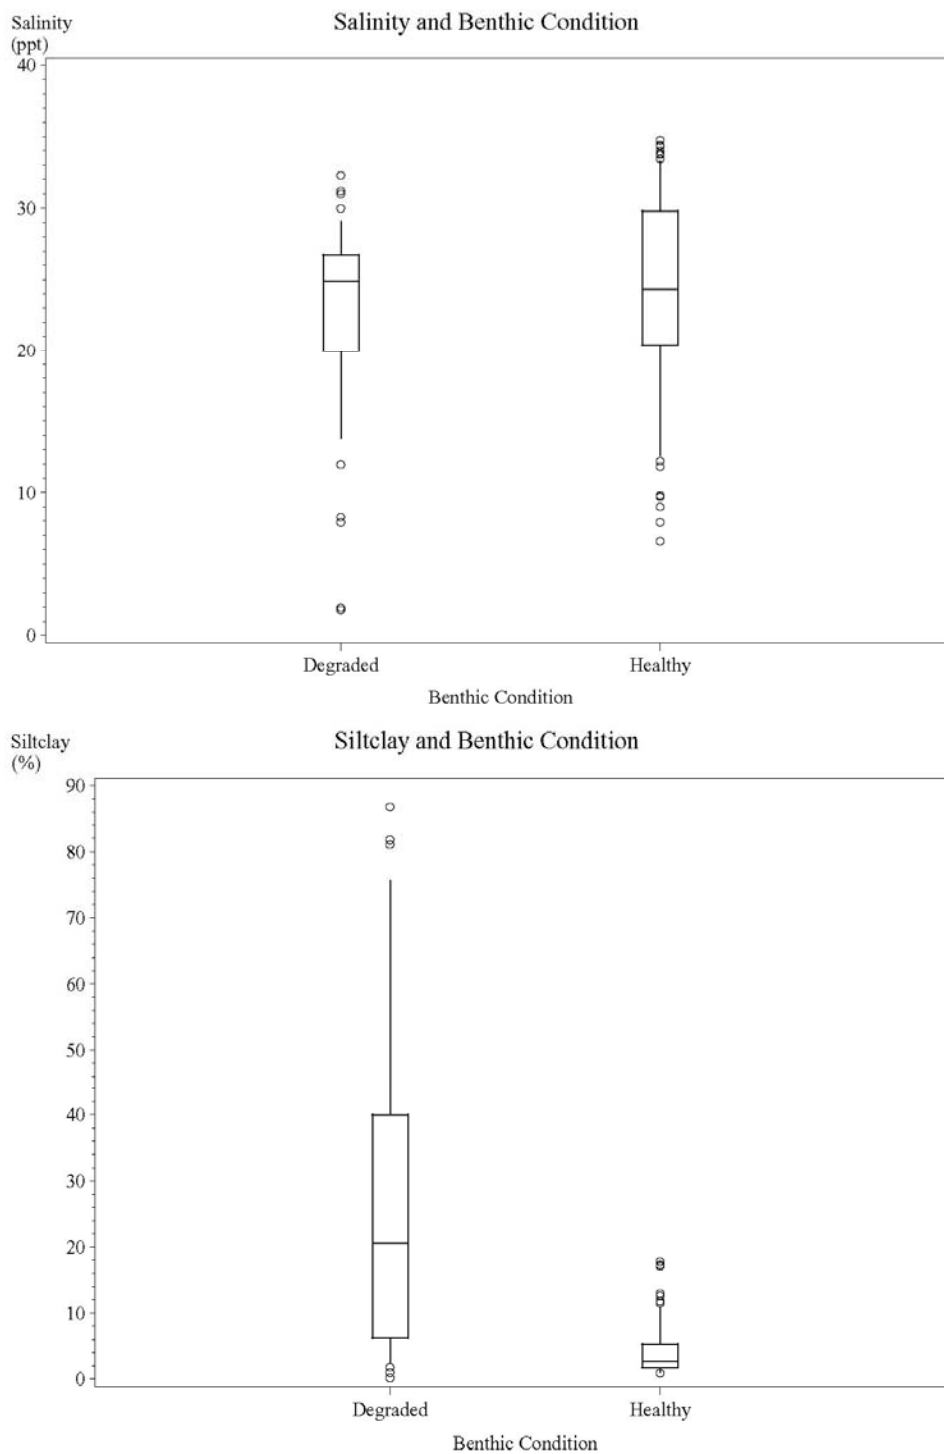 Salinity
(ppt)
Salinity and Benthic Condition
40
30
20
10
0
Degraded
Healthy
Benthic Condition
Siltclay
(%)
Siltclay and Benthic Condition
90
80
70
60
50
40
30
20
10
0
Degraded
Healthy
Benthic Condition